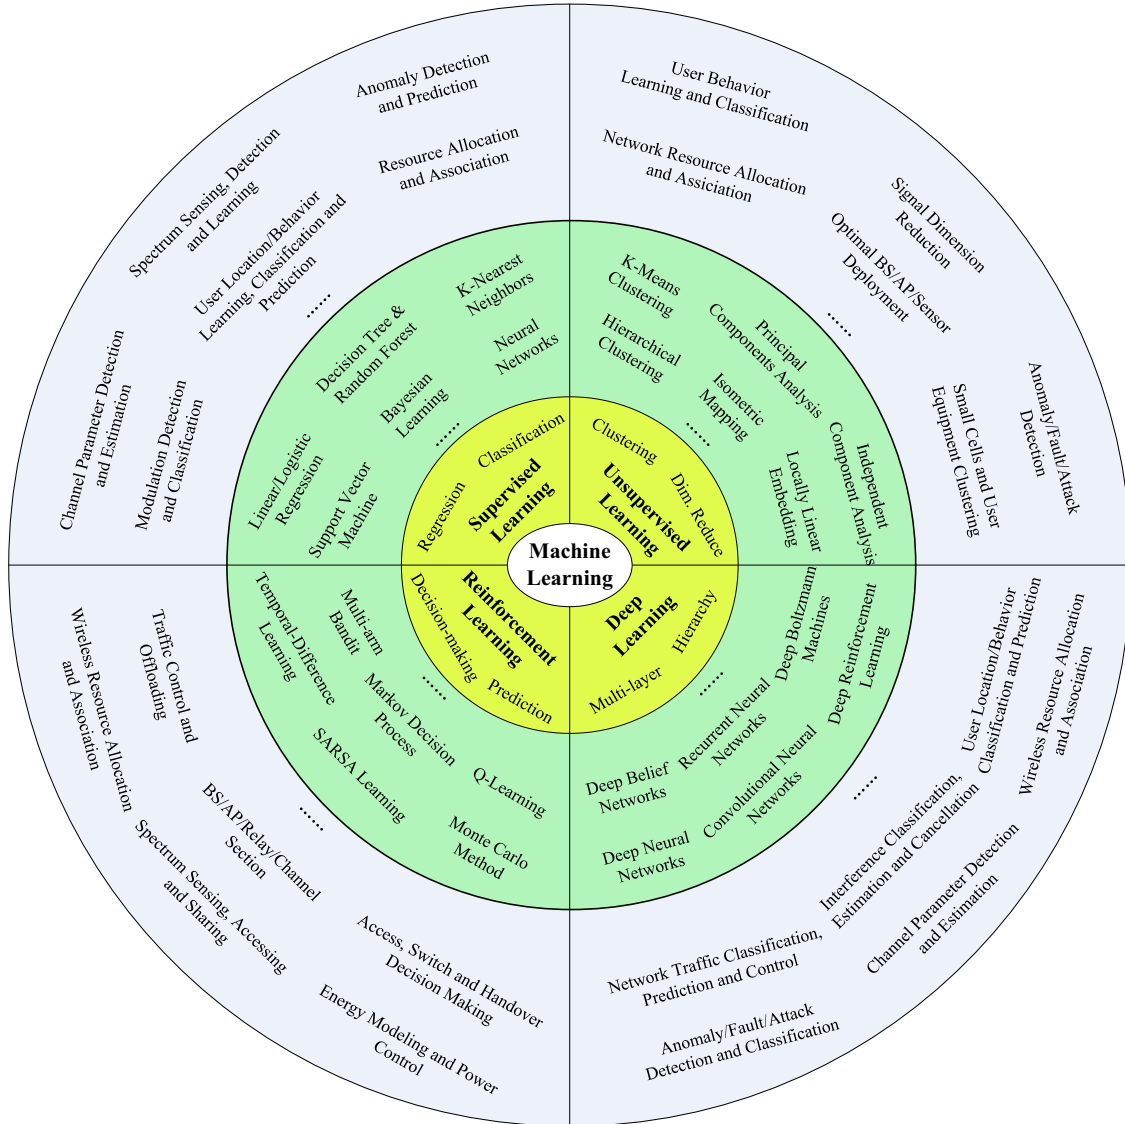 Machine
Learning
Supervised
Learning
Classification
Regression
K-Nearest
Neighbors
Neural
Networks
Decision Tree &
Random Forest
Bayesian
Learning
......
Linear/Logistic
Regression
Support Vector
Machine
Anomaly Detection
and Prediction
Resource Allocation
and Association
Spectrum Sensing, Detection
and Learning
User Location/Behavior
Learning, Classification and
Prediction
......
Channel Parameter Detection
and Estimation
Modulation Detection
and Classification
Unsupervised
Learning
Clustering
Dim. Reduce
K-Means
Clustering
Hierarchical
Clustering
Principal
Components Analysis
Isometric
Mapping
......
Independent
Component Analysis
Locally Linear
Embedding
User Behavior
Learning and Classification
Network Resource Allocation
and Assiciation
Signal Dimension
Reduction
Optimal BS/AP/Sensor
Deployment
......
Anomaly/Fault/Attack
Detection
Small Cells and User
Equipment Clustering
Reinforcement
Learning
Decision-making
Prediction
Multi-arm
Bandit
Temporal-Difference
Learning
......
Markov Decision
Process
SARSA Learning
Q-Learning
Monte Carlo
Method
Traffic Control and
Offloading
Wireless Resource Allocation
and Association
......
BS/AP/Relay/Channel
Section
Spectrum Sensing, Accessing
and Sharing
Access, Switch and Handover
Decision Making
Energy Modeling and Power
Control
Deep
Learning
Hierarchy
Multi-layer
Deep Boltzmann
Machines
Deep Reinforcement
Learning
......
Recurrent Neural
Networks
Convolutional Neural
Networks
Deep Belief
Networks
Deep Neural
Networks
User Location/Behavior
Classification and Prediction
Wireless Resource Allocation
and Association
......
Interference Classification,
Estimation and Cancellation
Channel Parameter Detection
and Estimation
Network Traffic Classification,
Prediction and Control
Anomaly/Fault/Attack
Detection and Classification